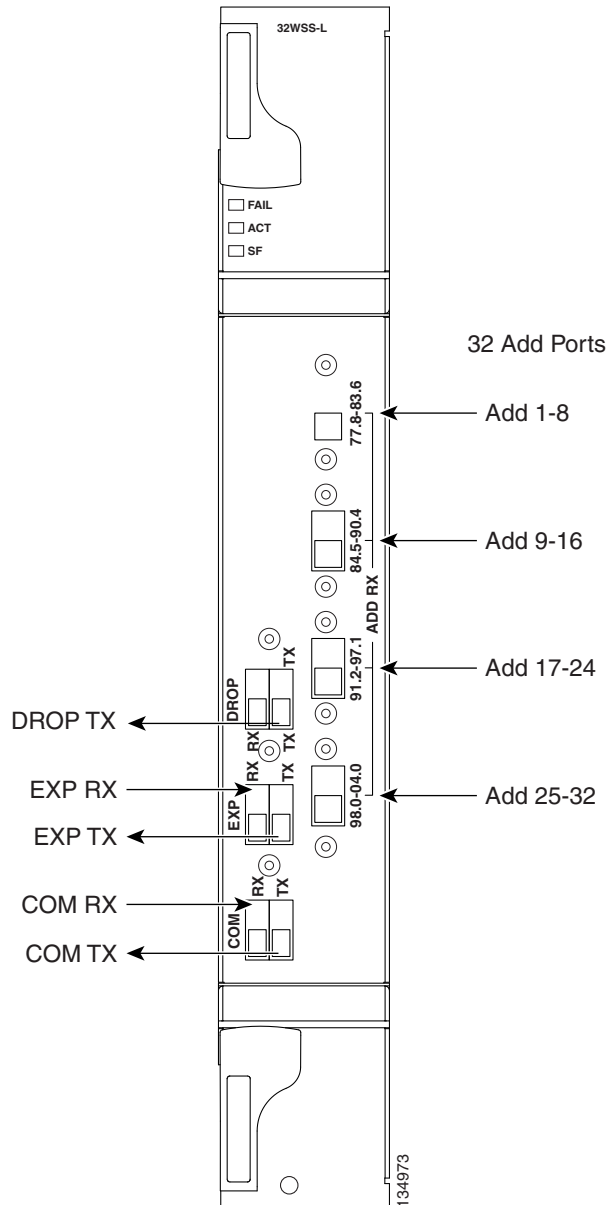 32WSS-L
FAIL
ACT
SF
32 Add Ports
77.8-83.6
Add 1-8
84.5-90.4
Add 9-16
ADD RX
91.2-97.1
Add 17-24
TX
DROP
DROP TX
RX
TX
RX
TX
EXP RX
EXP
98.0-04.0
Add 25-32
EXP TX
RX
TX
COM RX
COM
COM TX
134973